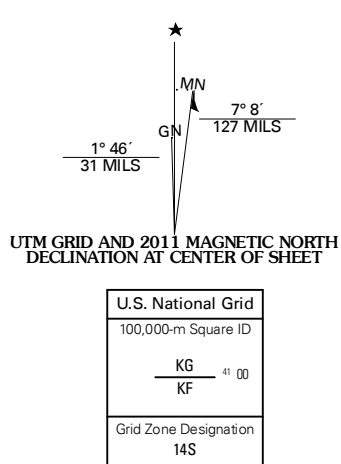 ★
MN
7° 8´
127 MILS
GN
1° 46´
31 MILS
UTM GRID AND 2011 MAGNETIC NORTH
DECLINATION AT CENTER OF SHEET
U.S. National Grid
100,000-m Square ID
KG
41 00
KF
Grid Zone Designation
14S